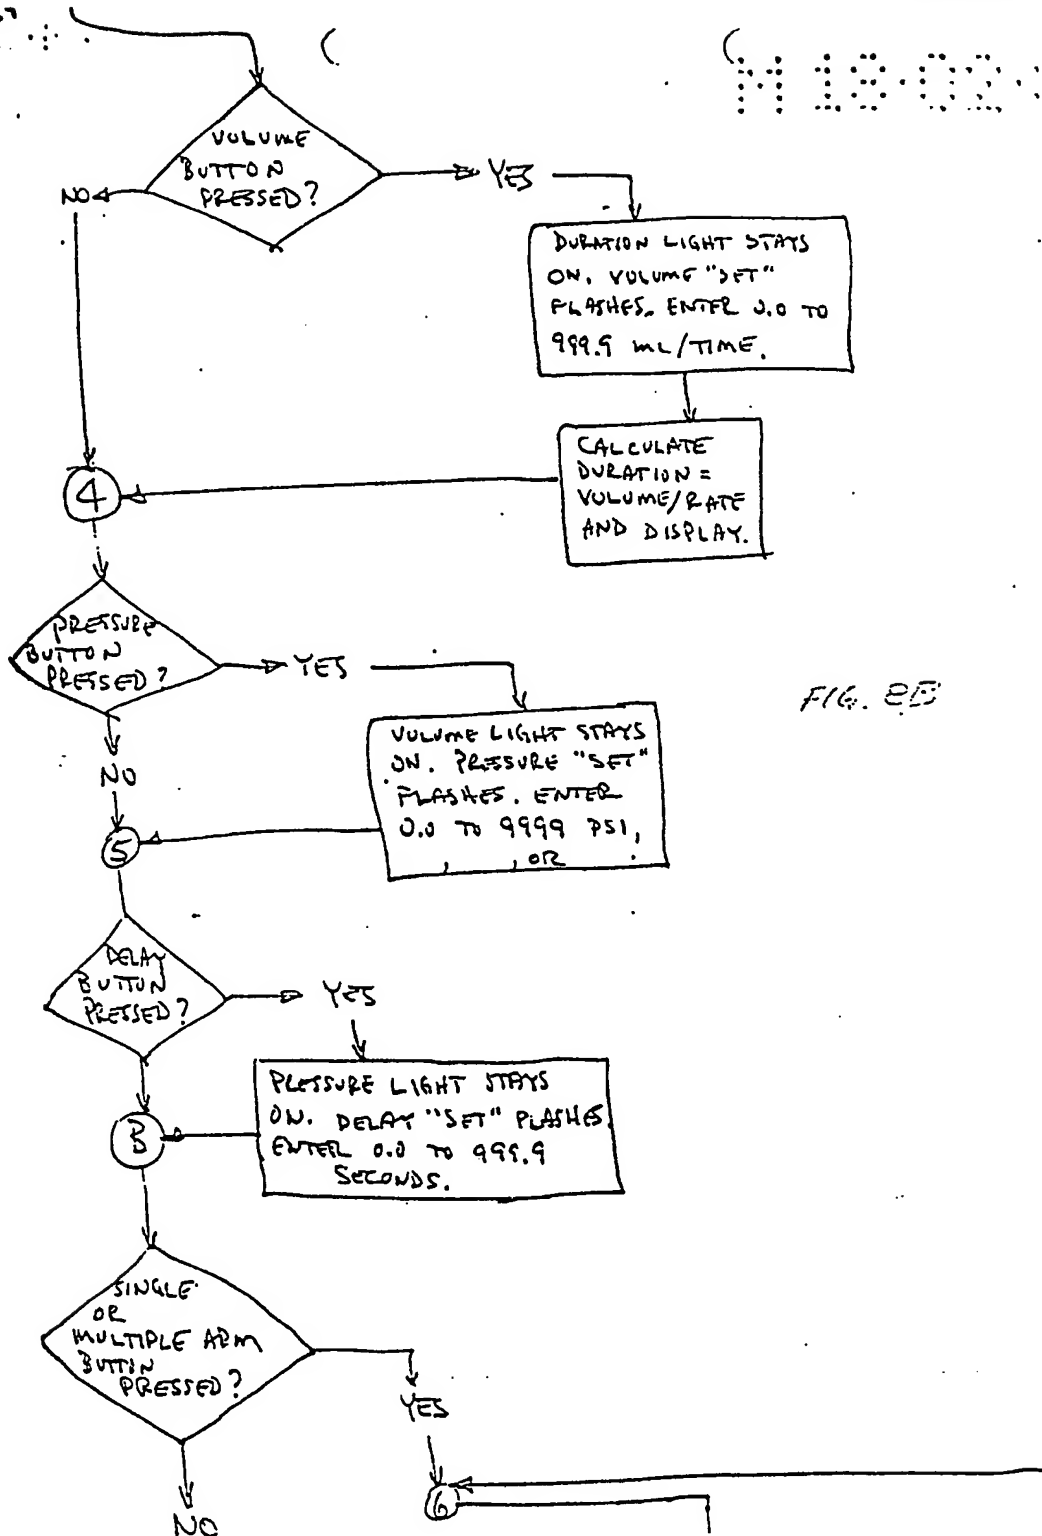 M 18·02·
VOLUME
BUTTON
PRESSED?
NO
YES
DURATION LIGHT STAYS
ON. VOLUME "SET"
FLASHES. ENTER 0.0 TO
999.9 ML/TIME.
CALCULATE
DURATION =
VOLUME/RATE
AND DISPLAY.
4
PRESSURE
BUTTON
PRESSED?
YES
NO
VOLUME LIGHT STAYS
ON. PRESSURE "SET"
FLASHES. ENTER
0.0 TO 9999 PSI,
, , OR .
FIG. 8B
5
DELAY
BUTTON
PRESSED?
YES
PRESSURE LIGHT STAYS
ON. DELAY "SET" FLASHES
ENTER 0.0 TO 999.9
SECONDS.
3
SINGLE
OR
MULTIPLE ARM
BUTTON
PRESSED?
YES
6
NO